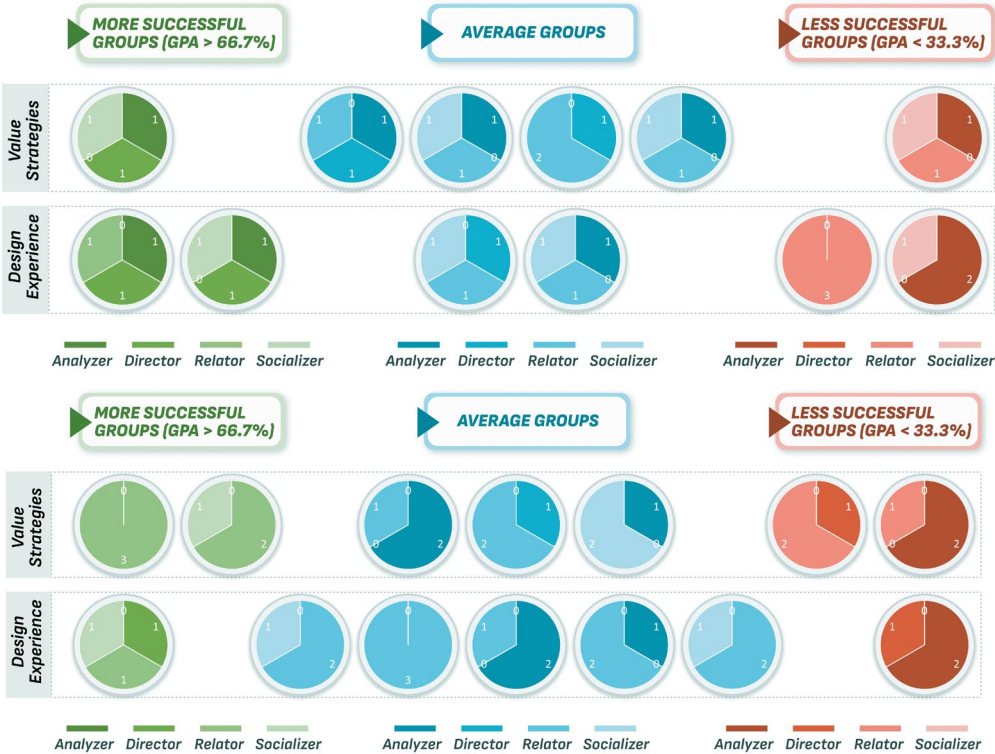 MORE SUCCESSFUL
GROUPS (GPA > 66.7%)
AVERAGE GROUPS
LESS SUCCESSFUL
GROUPS (GPA < 33.3%)
Value
Strategies
1 1 0 1
0 1 1 1
1 1 0 1
0 1 2
1 1 0 1
1 1 0 1
Design
Experience
0 1 1 1
1 1 0 1
0 1 1 1
1 1 0 1
0 3
1 0 2
Analyzer Director Relator Socializer
Analyzer Director Relator Socializer
Analyzer Director Relator Socializer
MORE SUCCESSFUL
GROUPS (GPA > 66.7%)
AVERAGE GROUPS
LESS SUCCESSFUL
GROUPS (GPA < 33.3%)
Value
Strategies
0 3
0 1 2
0 1 0 2
0 1 2
1 2 0
0 1 2
1 0 2
Design
Experience
0 1 1 1
0 1 2
0 3
0 1 0 2
0 1 2 0
0 1 2
0 1 2
Analyzer Director Relator Socializer
Analyzer Director Relator Socializer
Analyzer Director Relator Socializer